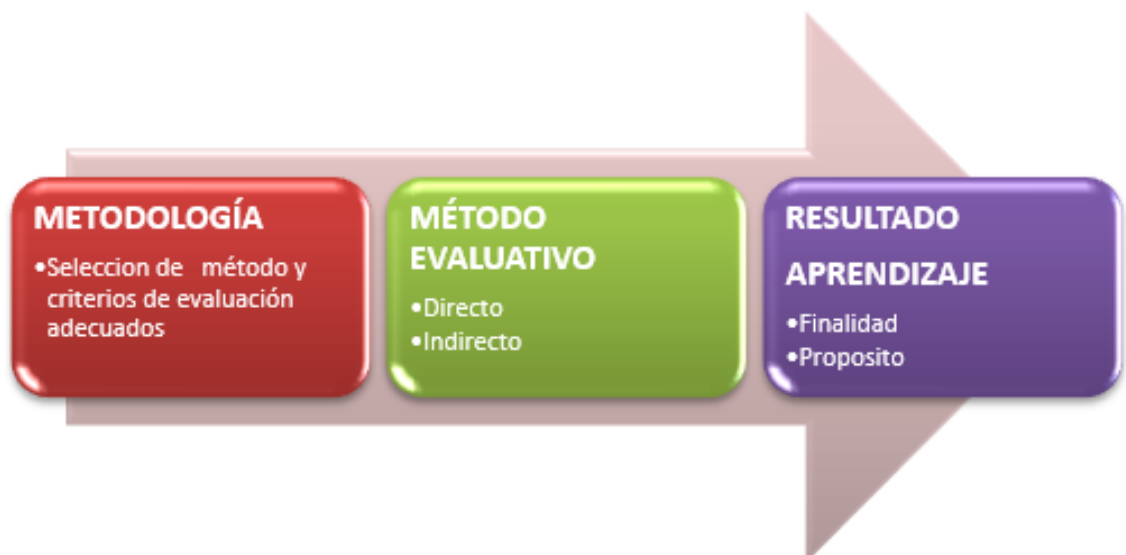 METODOLOGÍA
•Seleccion de método y
criterios de evaluación
adecuados
MÉTODO
EVALUATIVO
•Directo
•Indirecto
RESULTADO
APRENDIZAJE
•Finalidad
•Proposito